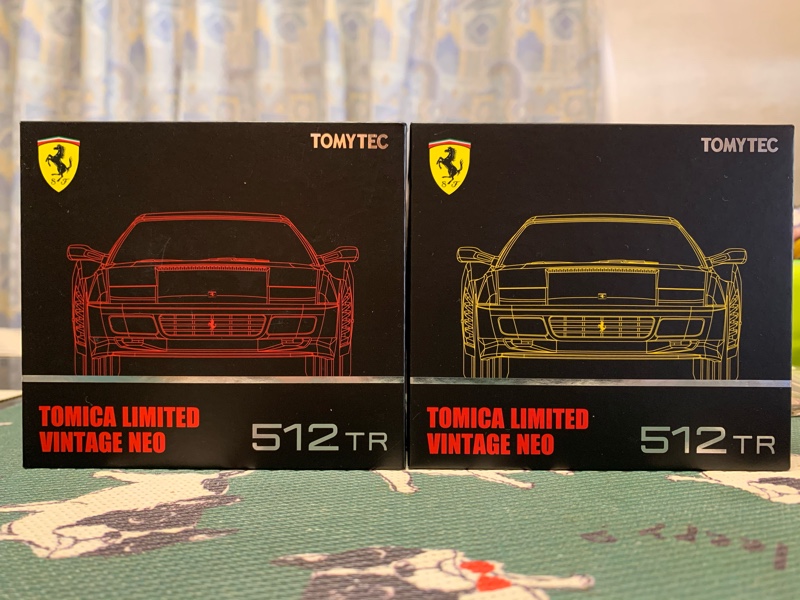 TOMYTEC
S F
TOMICA LIMITED
VINTAGE NEO
512 TR
TOMYTEC
S F
TOMICA LIMITED
VINTAGE NEO
512 TR